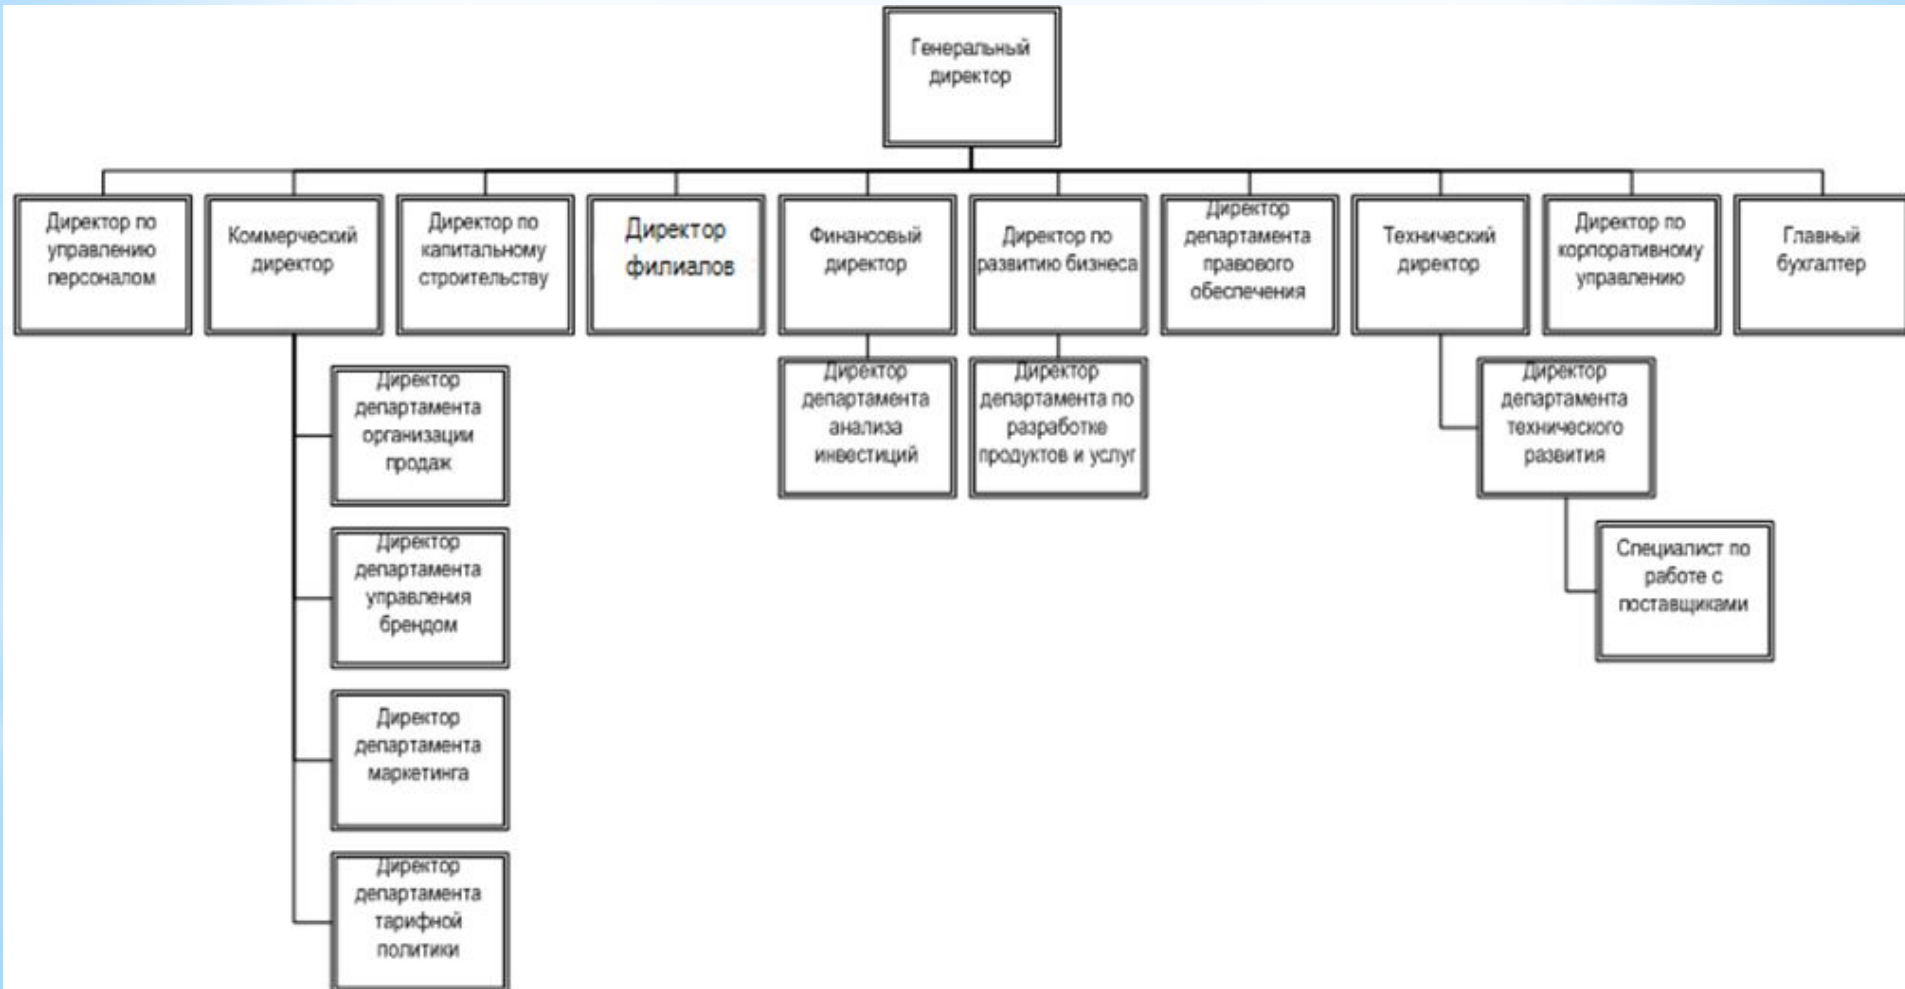 Генеральный
директор
Директор по
управлению
персоналом
Коммерческий
директор
Директор по
капитальному
строительству
Директор
филиалов
Финансовый
директор
Директор по
развитию бизнеса
Директор
департамента
правового
обеспечения
Технический
директор
Директор по
корпоративному
управлению
Главный
бухгалтер
Директор
департамента
организации
продаж
Директор
департамента
управления
брендом
Директор
департамента
маркетинга
Директор
департамента
тарифной
политики
Директор
департамента
анализа
инвестиций
Директор
департамента по
разработке
продуктов и услуг
Директор
департамента
технического
развития
Специалист по
работе с
поставщиками